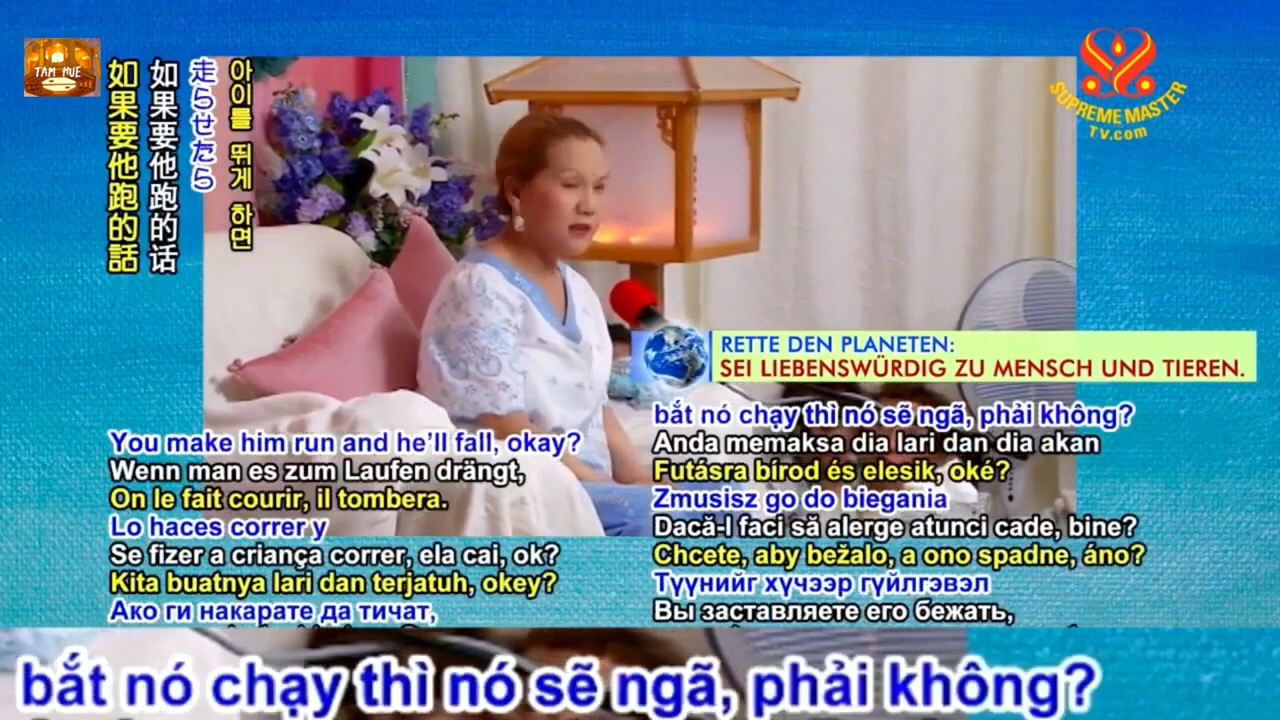 TAM HUE
如果要他跑的話
如果要他跑的话
走らせたら
아이를 뛰게 하면
SUPREME MASTER
TV.com
RETTE DEN PLANETEN:
SEI LIEBENSWÜRDIG ZU MENSCH UND TIEREN.
You make him run and he’ll fall, okay?
Wenn man es zum Laufen drängt,
On le fait courir, il tombera.
Lo haces correr y
Se fizer a criança correr, ela cai, ok?
Kita buatnya lari dan terjatuh, okey?
Ако ги накарате да тичат,
bắt nó chạy thì nó sẽ ngã, phải không?
Anda memaksa dia lari dan dia akan
Futásra bírod és elesik, oké?
Zmusisz go do biegania
Dacă-l faci să alerge atunci cade, bine?
Chcete, aby bežalo, a ono spadne, áno?
Түүнийг хүчээр гүйлгэвэл
Вы заставляете его бежать,
bắt nó chạy thì nó sẽ ngã, phải không?